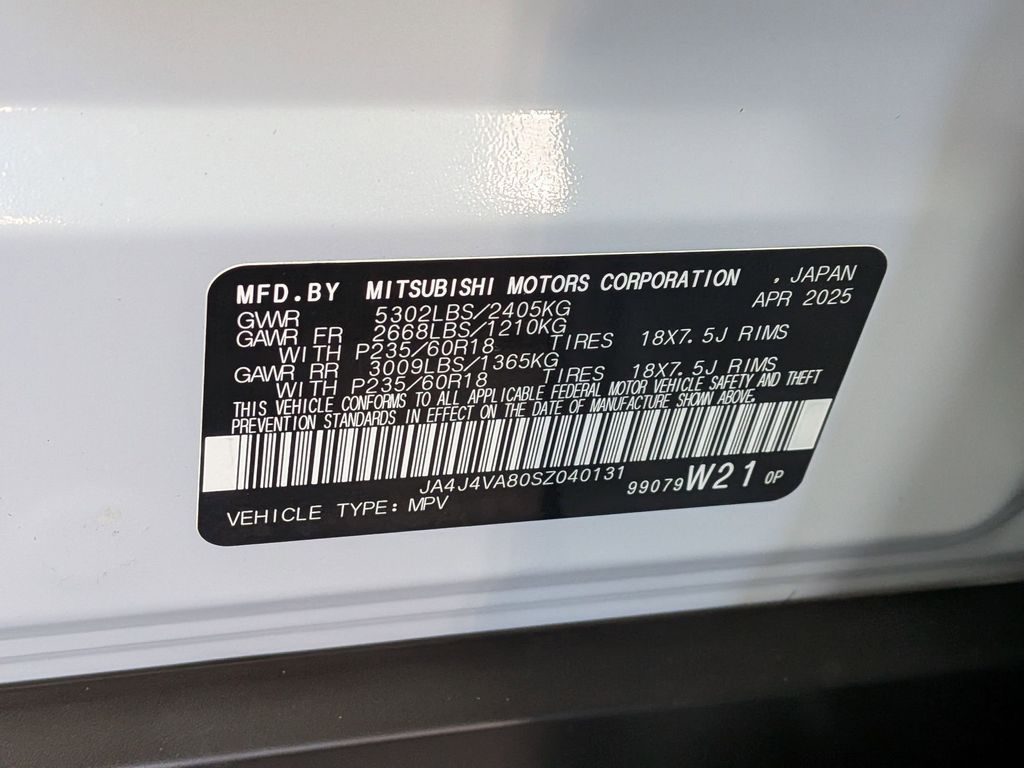 MFD.BY MITSUBISHI MOTORS CORPORATION , JAPAN
APR 2025
GVWR 5302LBS/2405KG
GAWR FR 2668LBS/1210KG
WITH P235/60R18 TIRES 18X7.5J RIMS
GAWR RR 3009LBS/1365KG
WITH P235/60R18 TIRES 18X7.5J RIMS
THIS VEHICLE CONFORMS TO ALL APPLICABLE FEDERAL MOTOR VEHICLE SAFETY AND THEFT
PREVENTION STANDARDS IN EFFECT ON THE DATE OF MANUFACTURE SHOWN ABOVE.
JA4J4VA80SZ040131
99079 W21 0P
VEHICLE TYPE: MPV